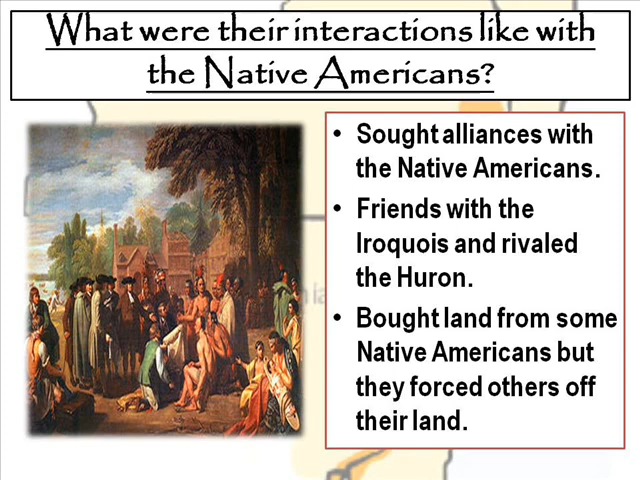 What were their interactions like with
the Native Americans?
• Sought alliances with
the Native Americans.
• Friends with the
Iroquois and rivaled
the Huron.
• Bought land from some
Native Americans but
they forced others off
their land.